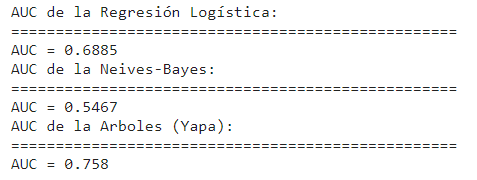 AUC de la Regresión Logística:
==================================================
AUC = 0.6885
AUC de la Neives-Bayes:
==================================================
AUC = 0.5467
AUC de la Arboles (Yapa):
==================================================
AUC = 0.758